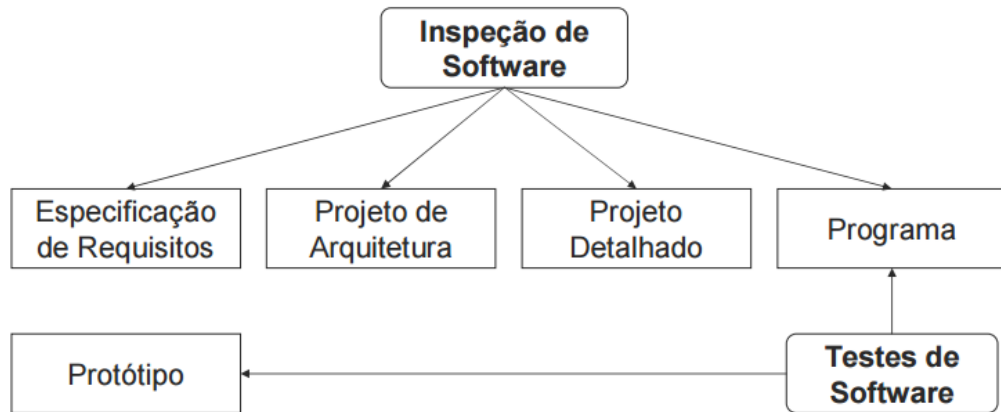 Inspeção de
Software
Especificação
de Requisitos
Projeto de
Arquitetura
Projeto
Detalhado
Programa
Protótipo
Testes de
Software